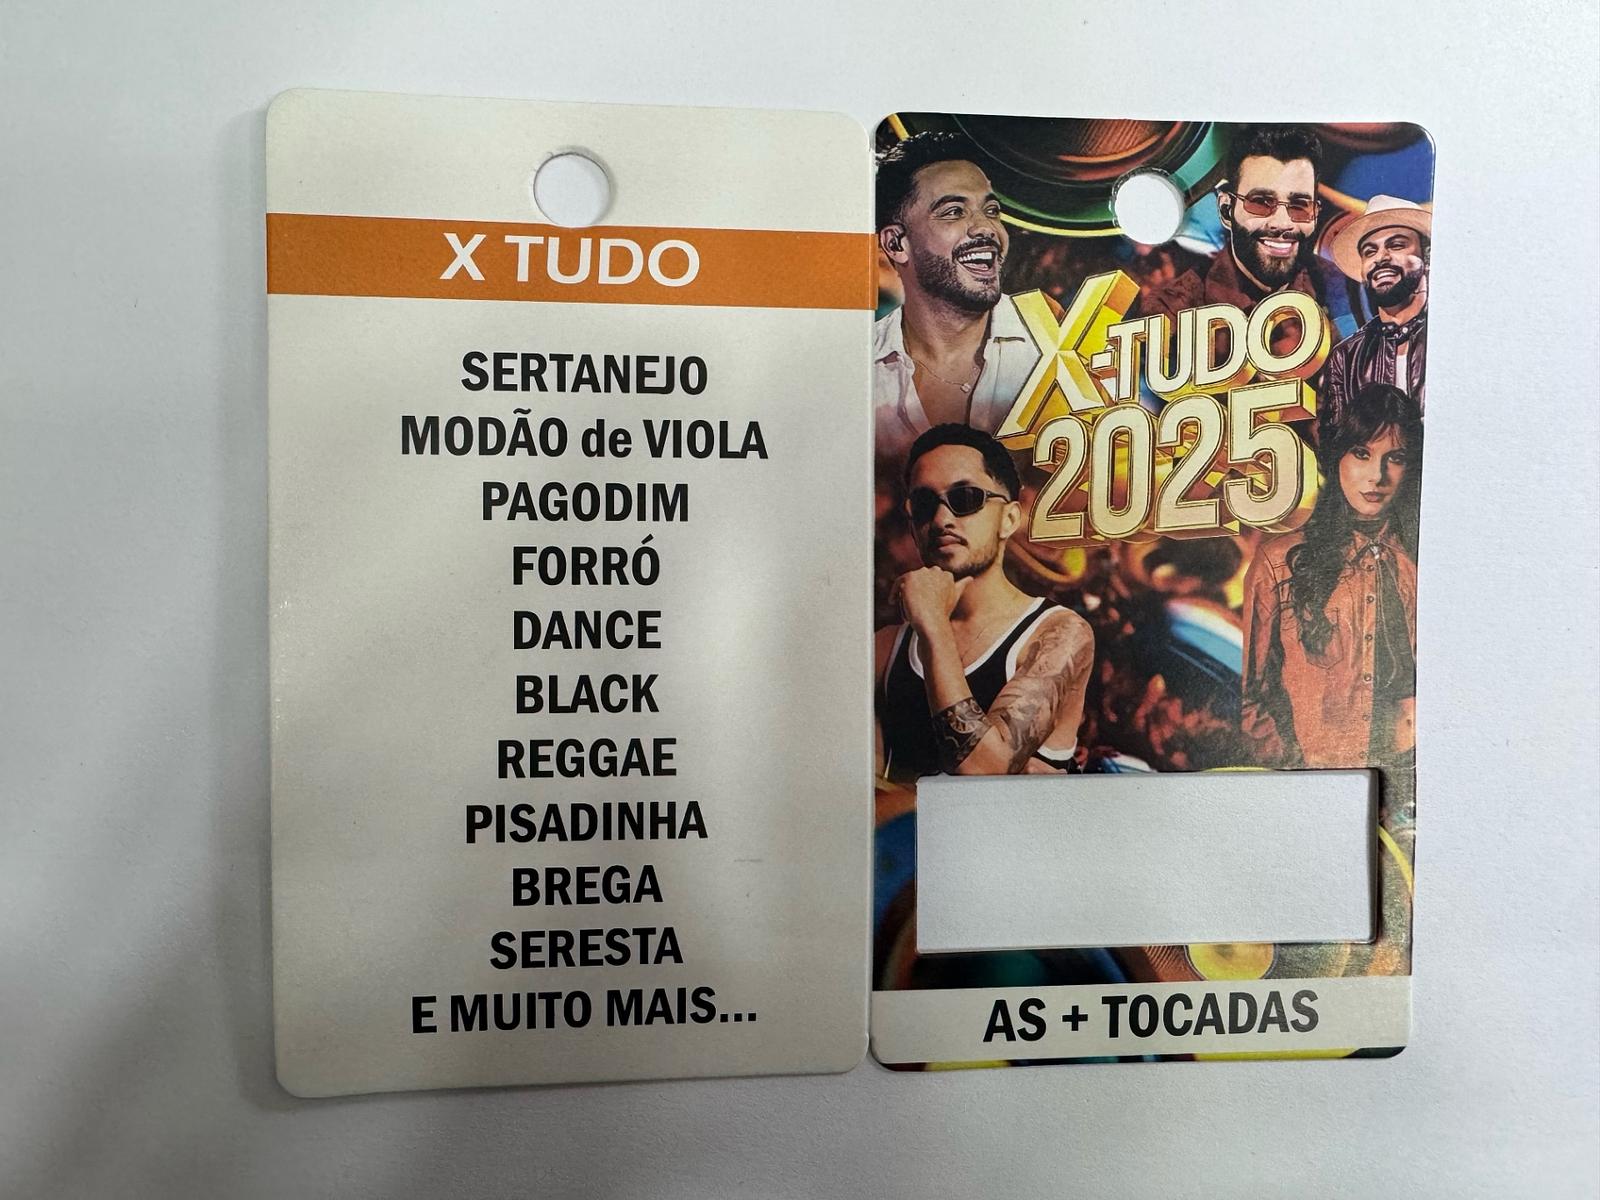 X TUDO
SERTANEJO
MODÃO de VIOLA
PAGODIM
FORRÓ
DANCE
BLACK
REGGAE
PISADINHA
BREGA
SERESTA
E MUITO MAIS...
X-TUDO
2025
AS + TOCADAS